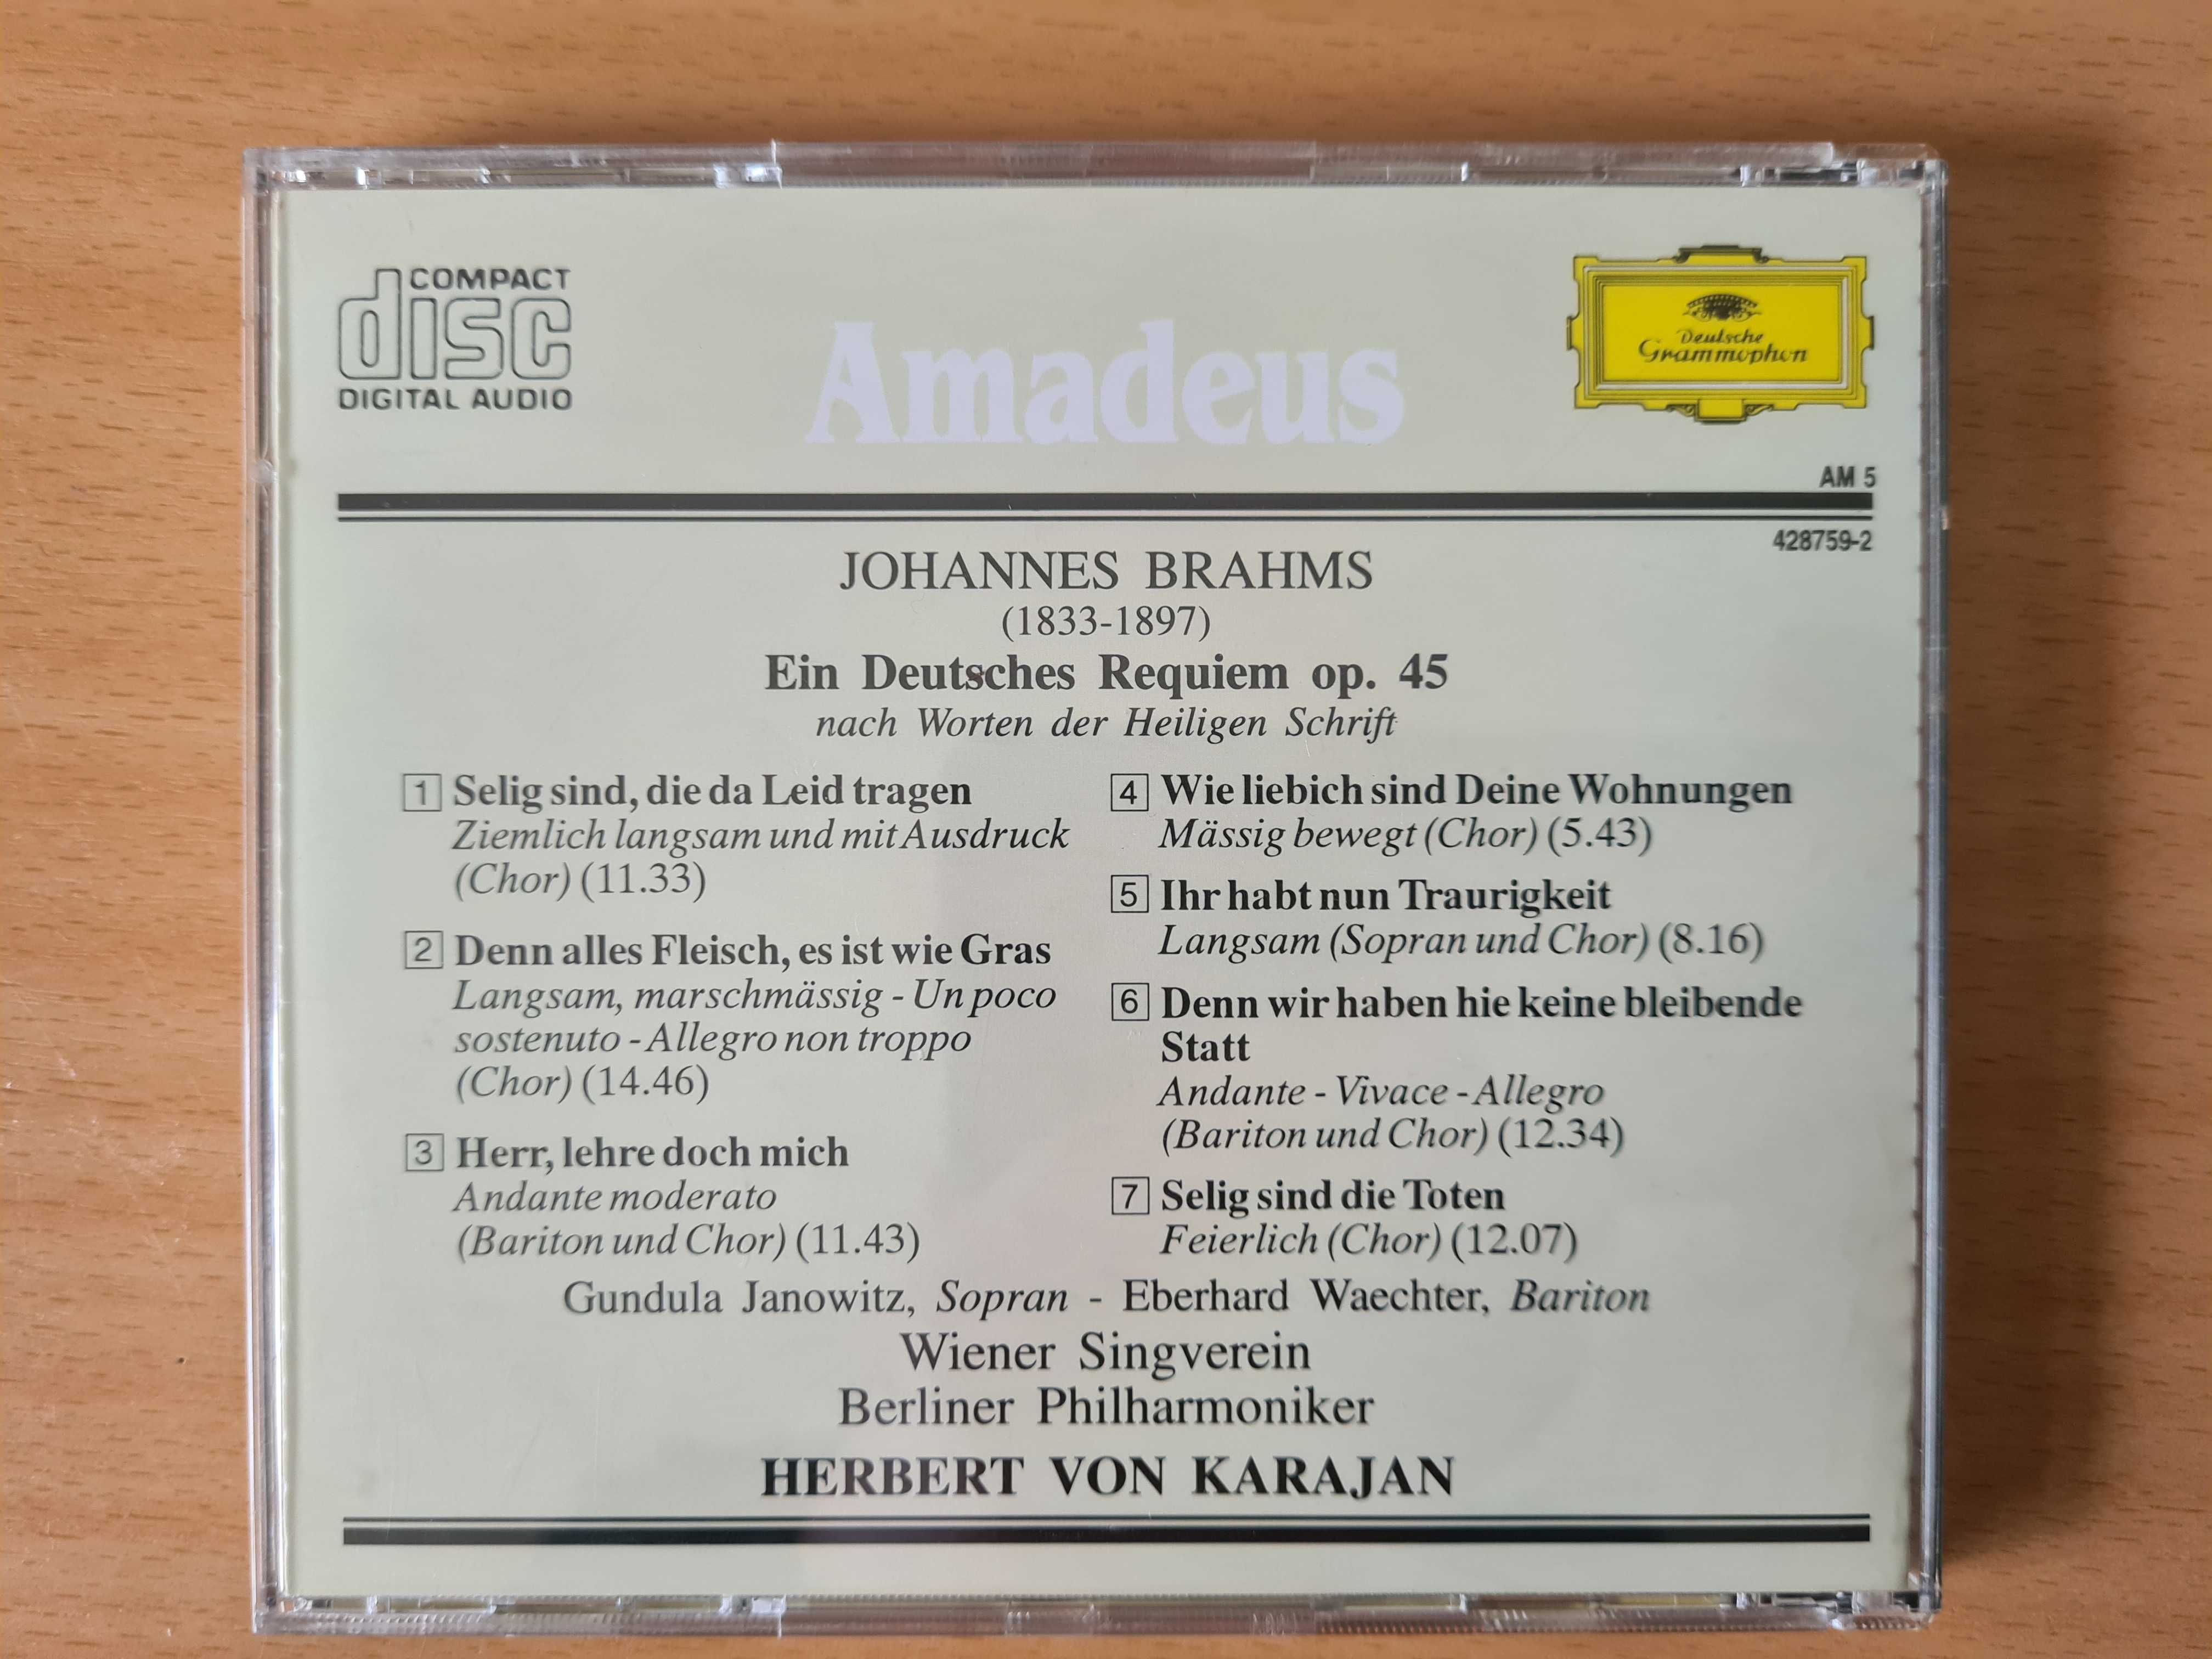 COMPACT
disc
DIGITAL AUDIO
Amadeus
Deutsche
Grammophon
AM 5
428759-2
JOHANNES BRAHMS
(1833-1897)
Ein Deutsches Requiem op. 45
nach Worten der Heiligen Schrift
1 Selig sind, die da Leid tragen
Ziemlich langsam und mit Ausdruck
(Chor) (11.33)
2 Denn alles Fleisch, es ist wie Gras
Langsam, marschmässig - Un poco
sostenuto - Allegro non troppo
(Chor) (14.46)
3 Herr, lehre doch mich
Andante moderato
(Bariton und Chor) (11.43)
4 Wie liebich sind Deine Wohnungen
Mässig bewegt (Chor) (5.43)
5 Ihr habt nun Traurigkeit
Langsam (Sopran und Chor) (8.16)
6 Denn wir haben hie keine bleibende
Statt
Andante - Vivace - Allegro
(Bariton und Chor) (12.34)
7 Selig sind die Toten
Feierlich (Chor) (12.07)
Gundula Janowitz, Sopran - Eberhard Waechter, Bariton
Wiener Singverein
Berliner Philharmoniker
HERBERT VON KARAJAN